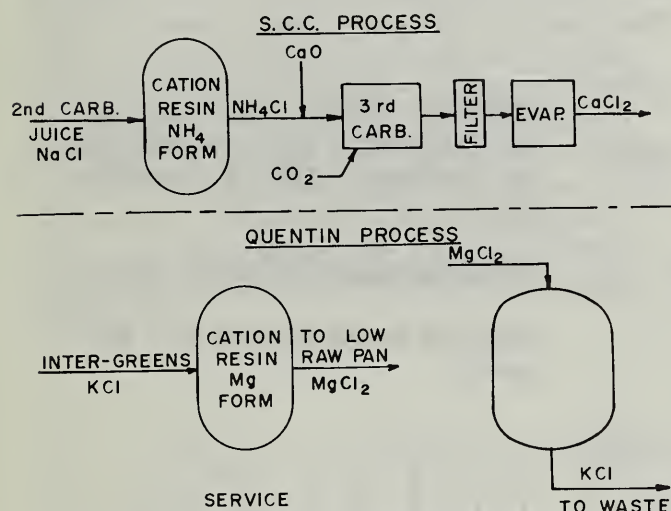 S.C.C. PROCESS
CaO
2nd CARB.
JUICE
NaCl
CATION
RESIN
NH4
FORM
NH4Cl
3rd
CARB.
CO2
FILTER
EVAP.
CaCl2
QUENTIN PROCESS
MgCl2
INTER-GREENS
KCl
CATION
RESIN
Mg
FORM
TO LOW
RAW PAN
MgCl2
KCl
TO WASTE
SERVICE